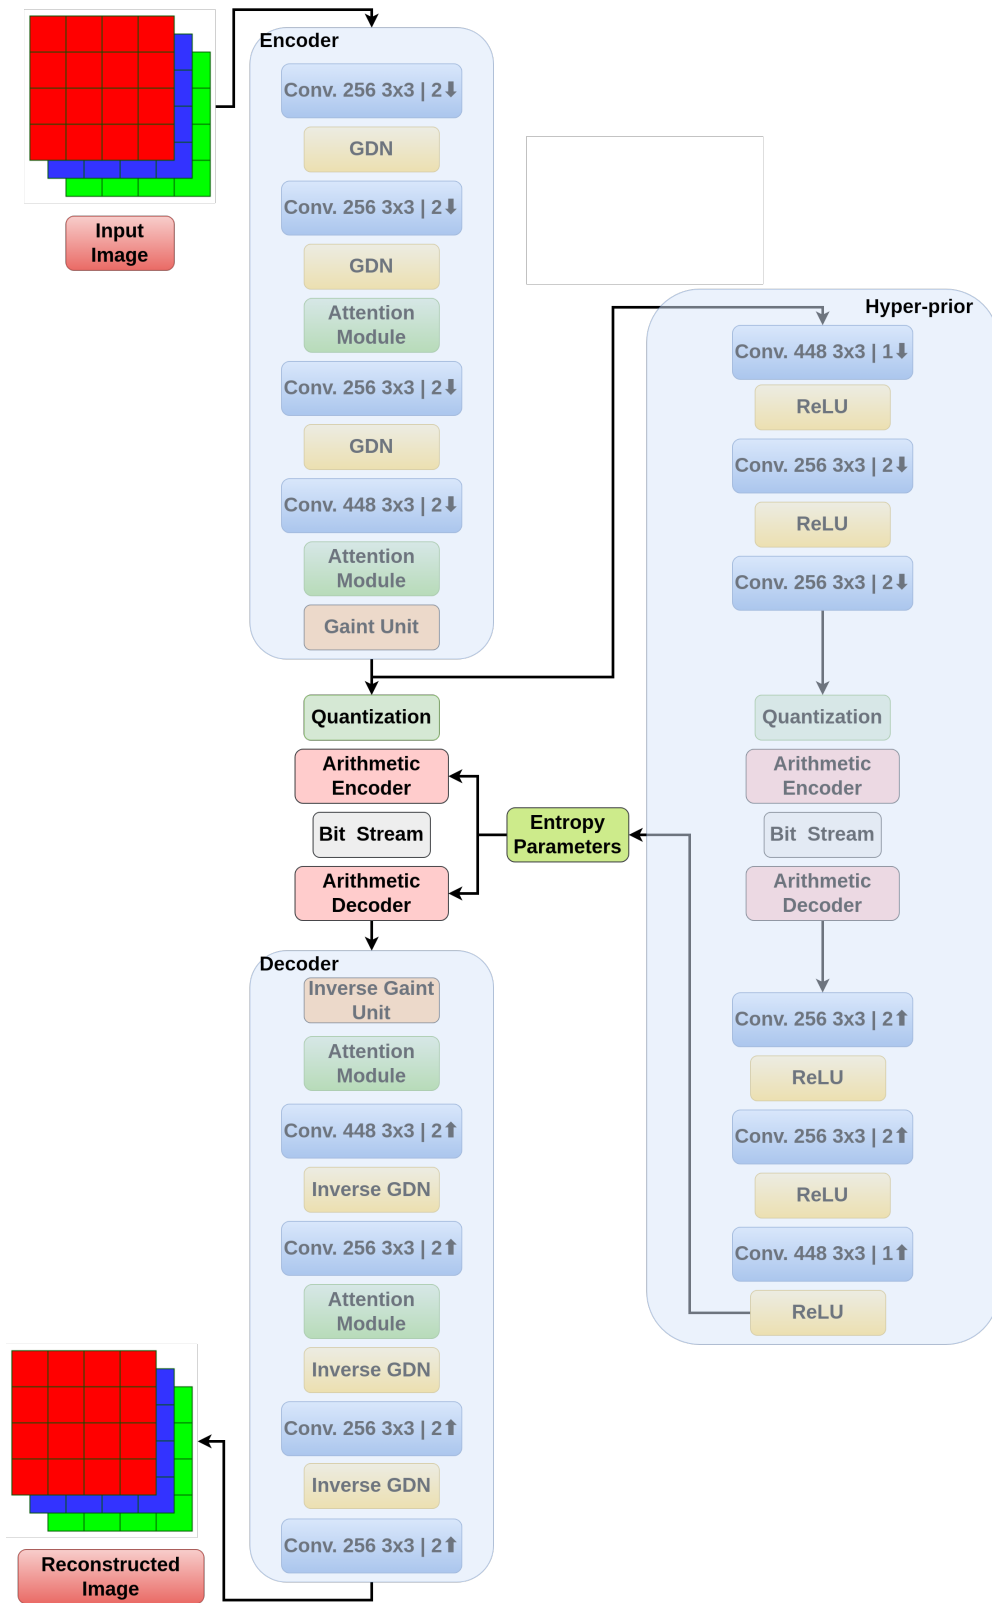 Input
Image
Encoder
Conv. 256 3x3 | 2⬇
GDN
Conv. 256 3x3 | 2⬇
GDN
Attention
Module
Conv. 256 3x3 | 2⬇
GDN
Conv. 448 3x3 | 2⬇
Attention
Module
Gaint Unit
Quantization
Arithmetic
Encoder
Bit Stream
Arithmetic
Decoder
Entropy
Parameters
Hyper-prior
Conv. 448 3x3 | 1⬇
ReLU
Conv. 256 3x3 | 2⬇
ReLU
Conv. 256 3x3 | 2⬇
Quantization
Arithmetic
Encoder
Bit Stream
Arithmetic
Decoder
Conv. 256 3x3 | 2⬆
ReLU
Conv. 256 3x3 | 2⬆
ReLU
Conv. 448 3x3 | 1⬆
ReLU
Decoder
Inverse Gaint
Unit
Attention
Module
Conv. 448 3x3 | 2⬆
Inverse GDN
Conv. 256 3x3 | 2⬆
Attention
Module
Inverse GDN
Conv. 256 3x3 | 2⬆
Inverse GDN
Conv. 256 3x3 | 2⬆
Reconstructed
Image